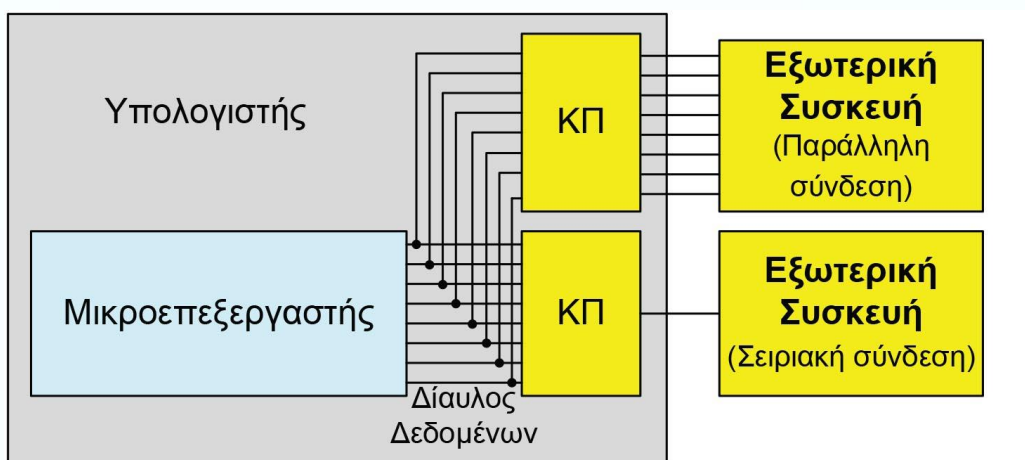 Υπολογιστής
ΚΠ
Εξωτερική
Συσκευή
(Παράλληλη
σύνδεση)
Μικροεπεξεργαστής
ΚΠ
Εξωτερική
Συσκευή
(Σειριακή σύνδεση)
Δίαυλος
Δεδομένων